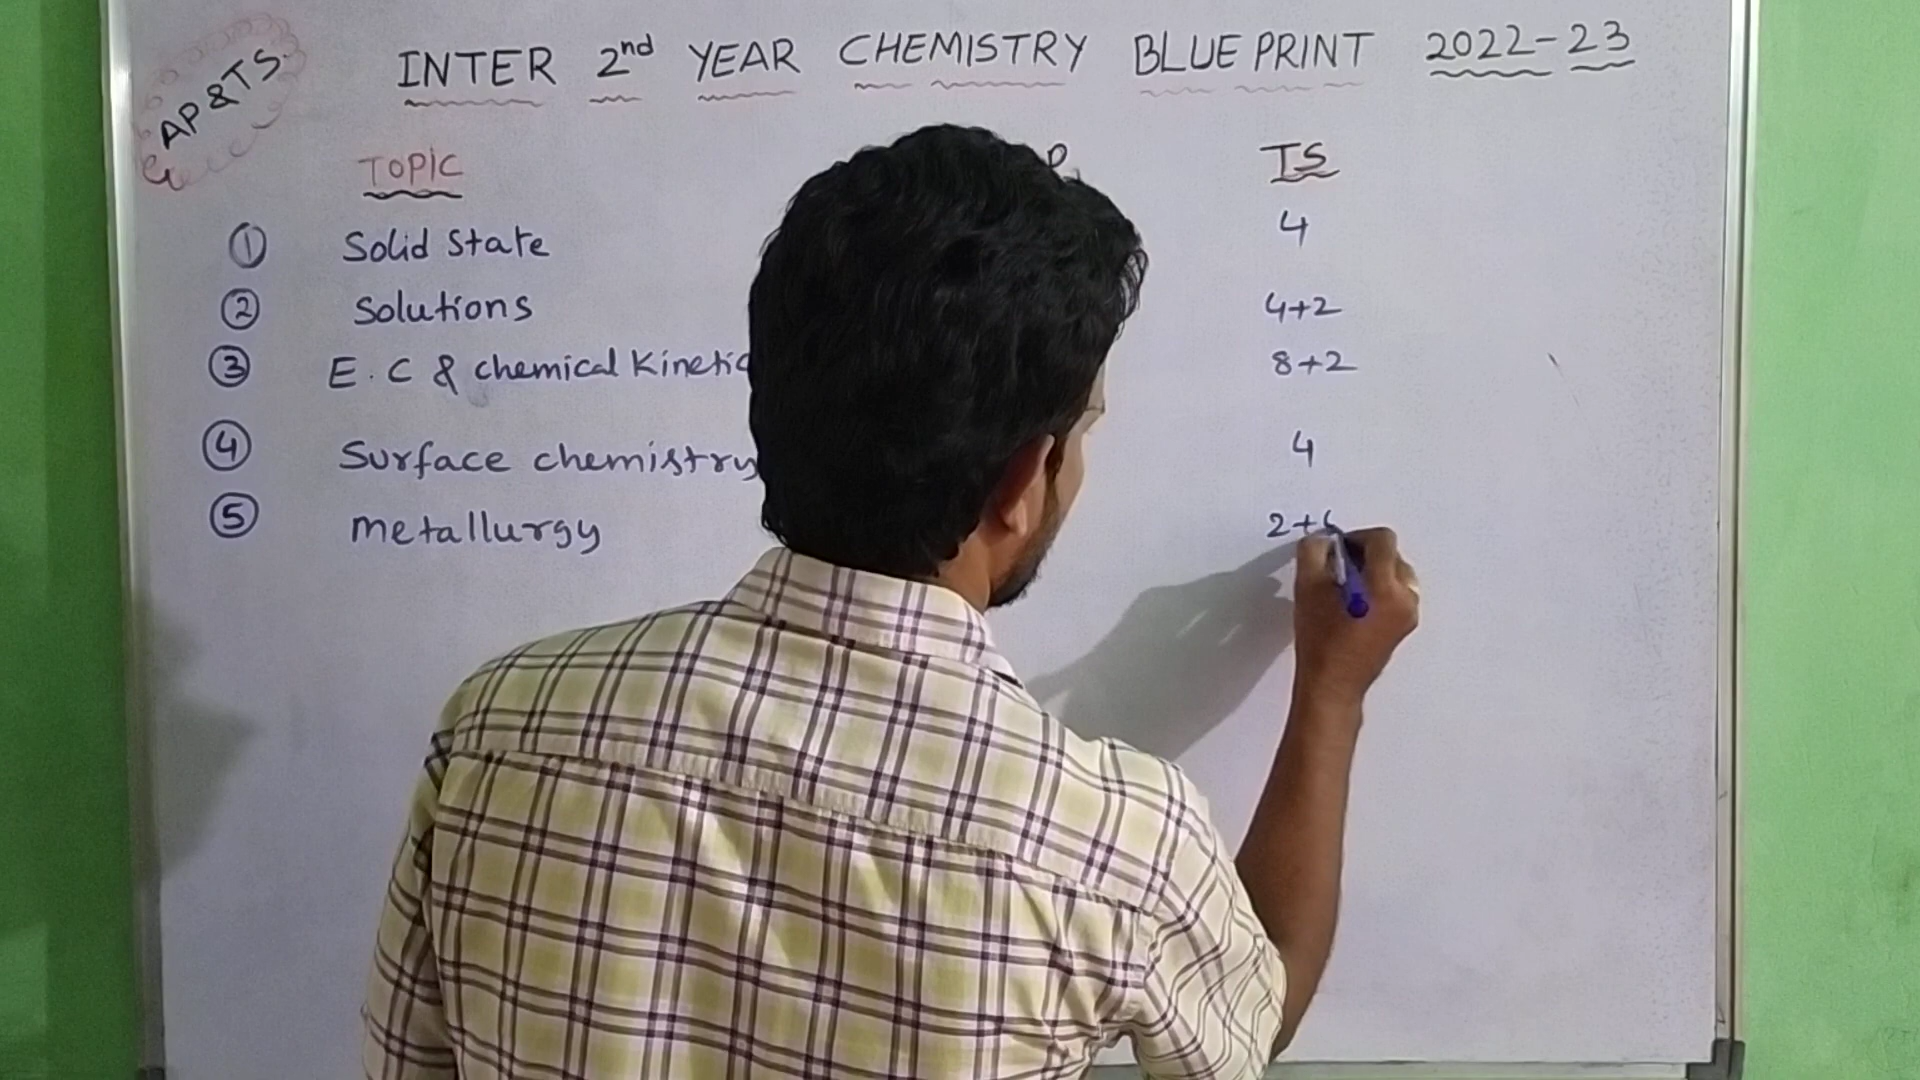 AP & TS
INTER 2nd YEAR CHEMISTRY BLUE PRINT 2022-23
TOPIC P TS
① Solid State 4
② Solutions 4+2
③ E.C & chemical Kinetic 8+2
④ Surface chemistry 4
⑤ metallurgy 2+